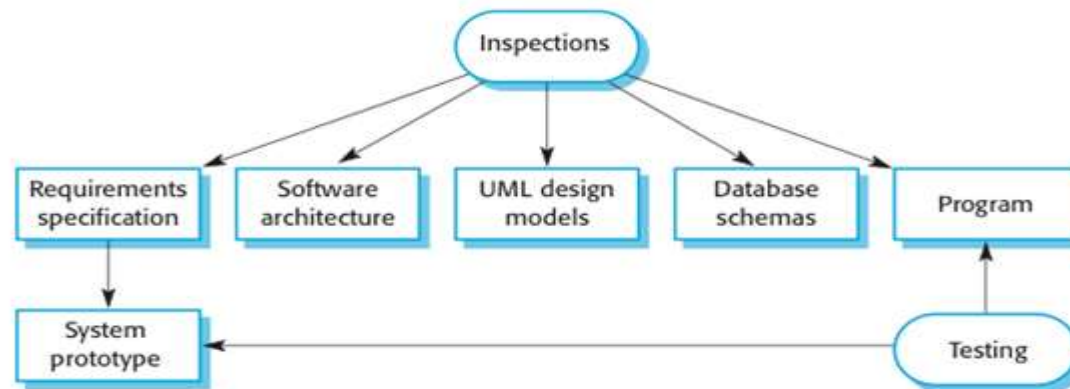 Inspections
Requirements
specification
Software
architecture
UML design
models
Database
schemas
Program
System
prototype
Testing